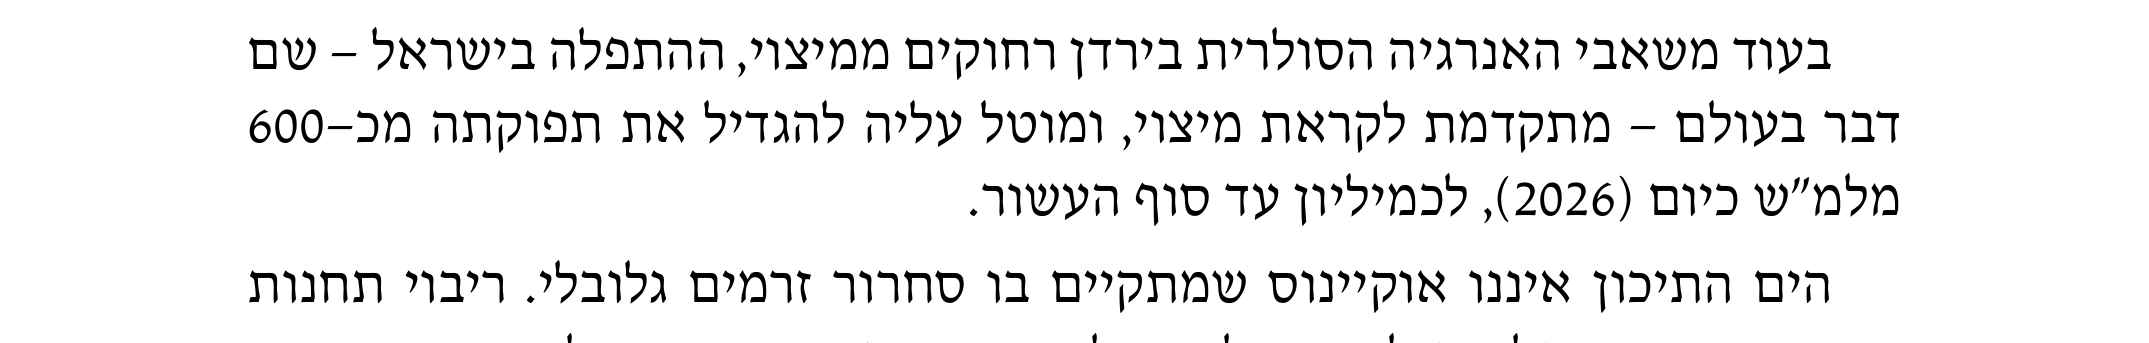 בעוד משאבי האנרגיה הסולרית בירדן רחוקים ממיצוי, ההתפלה בישראל – שם
דבר בעולם – מתקדמת לקראת מיצוי, ומוטל עליה להגדיל את תפוקתה מכ–600
מלמ״ש כיום (2026), לכמיליון עד סוף העשור.
הים התיכון איננו אוקיינוס שמתקיים בו סחרור זרמים גלובלי. ריבוי תחנות